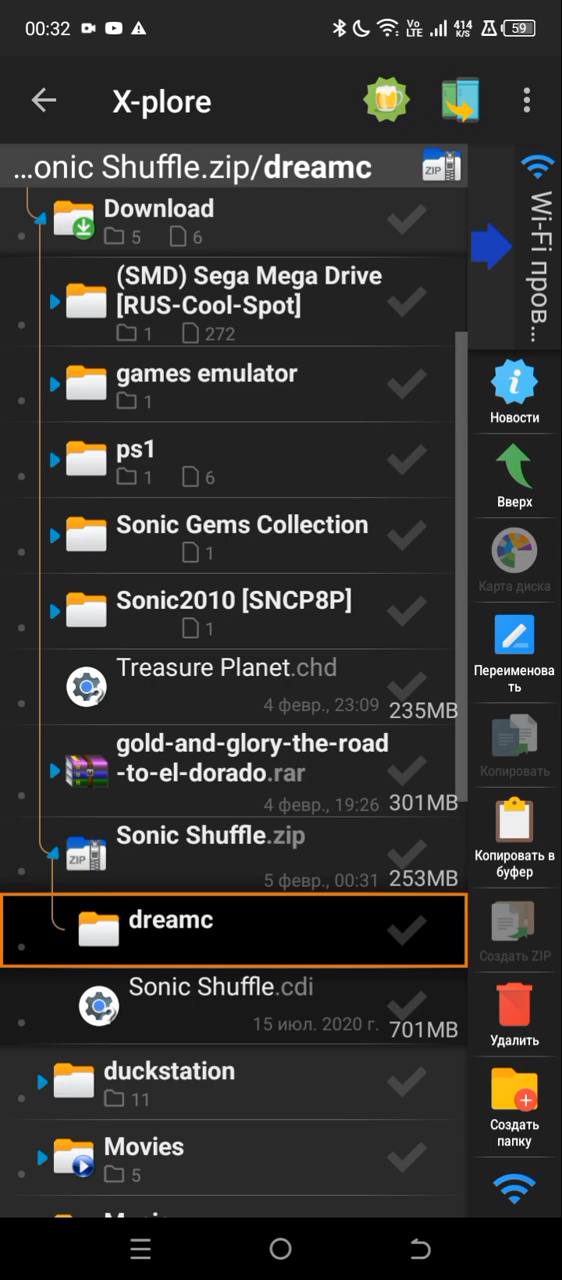 00:32
Vo
LTE
414
K/S
59
X-plore
...onic Shuffle.zip/dreamc
ZIP
Wi-Fi пров...
Download
5 6
(SMD) Sega Mega Drive
[RUS-Cool-Spot]
1 272
games emulator
1
ps1
1 6
Sonic Gems Collection
1
Sonic2010 [SNCP8P]
1
Treasure Planet.chd
4 февр., 23:09 235MB
gold-and-glory-the-road
-to-el-dorado.rar
4 февр., 19:26 301MB
Sonic Shuffle.zip
ZIP
5 февр., 00:31 253MB
dreamc
Sonic Shuffle.cdi
15 июл. 2020 г. 701MB
duckstation
11
Movies
5
Новости
Вверх
Карта диска
Переименова
ть
Копировать
Копировать в
буфер
Создать ZIP
Удалить
Создать
папку